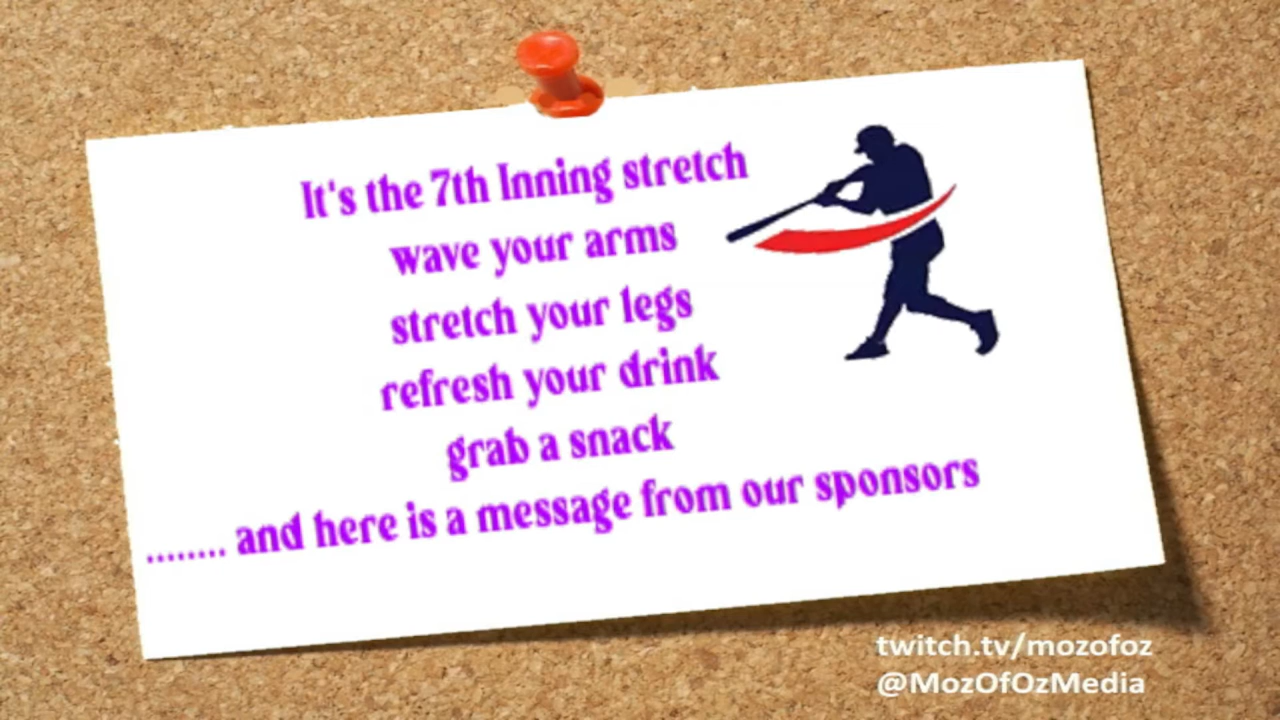 It's the 7th Inning stretch
wave your arms
stretch your legs
refresh your drink
grab a snack
........ and here is a message from our sponsors
twitch.tv/mozofoz
@MozOfOzMedia